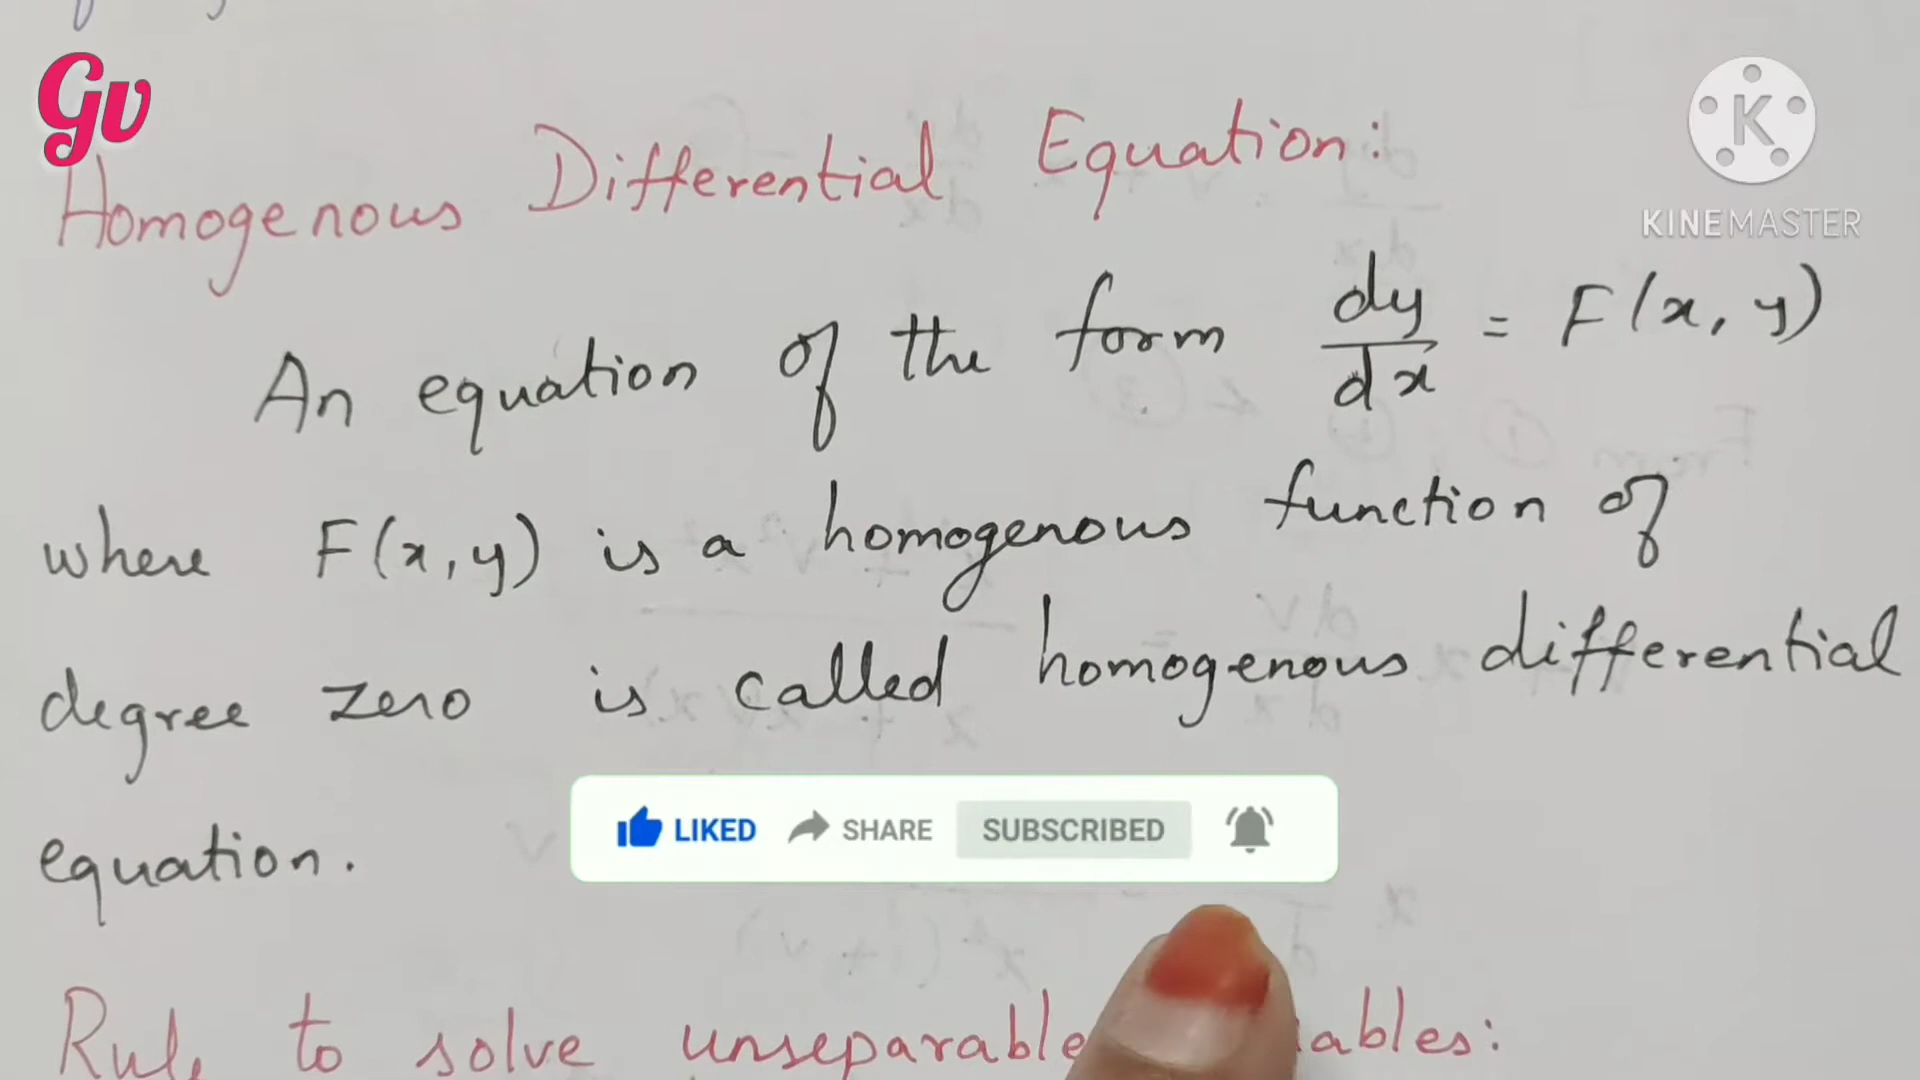 Gv
KINEMASTER
Homogenous Differential Equation:
An equation of the form dy/dx = F(x, y)
where F(x, y) is a homogenous function of
degree zero is called homogenous differential
equation.
LIKED SHARE SUBSCRIBED
Rule to solve unseparable